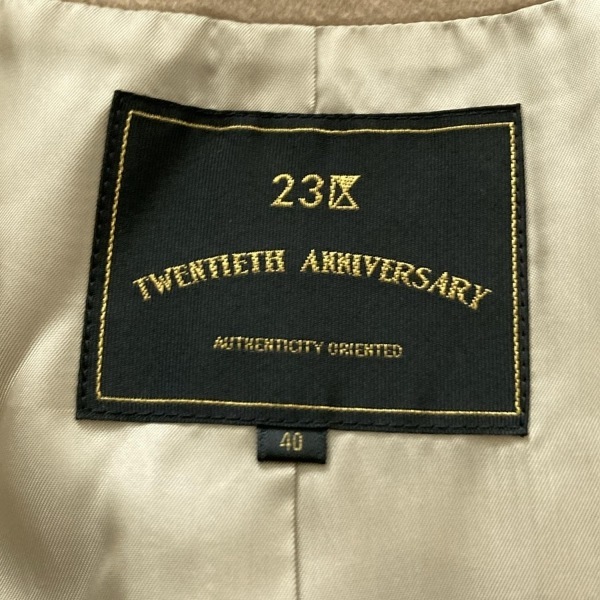 23区
TWENTIETH ANNIVERSARY
AUTHENTICITY ORIENTED
40